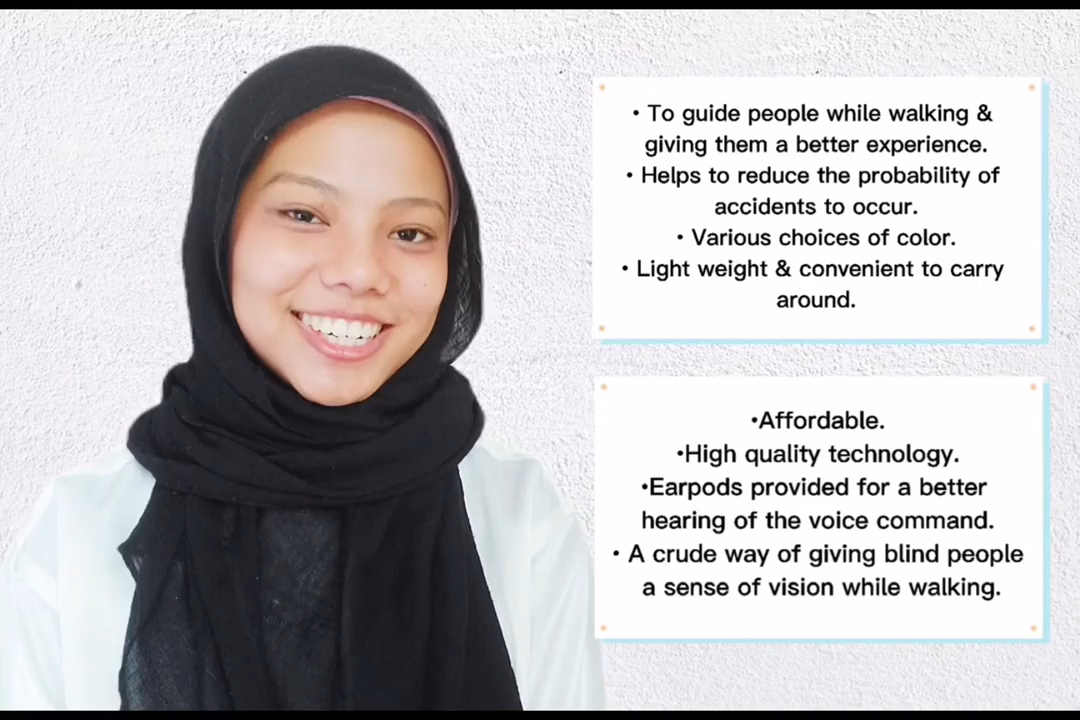 • To guide people while walking &
giving them a better experience.
• Helps to reduce the probability of
accidents to occur.
• Various choices of color.
• Light weight & convenient to carry
around.
•Affordable.
•High quality technology.
•Earpods provided for a better
hearing of the voice command.
• A crude way of giving blind people
a sense of vision while walking.